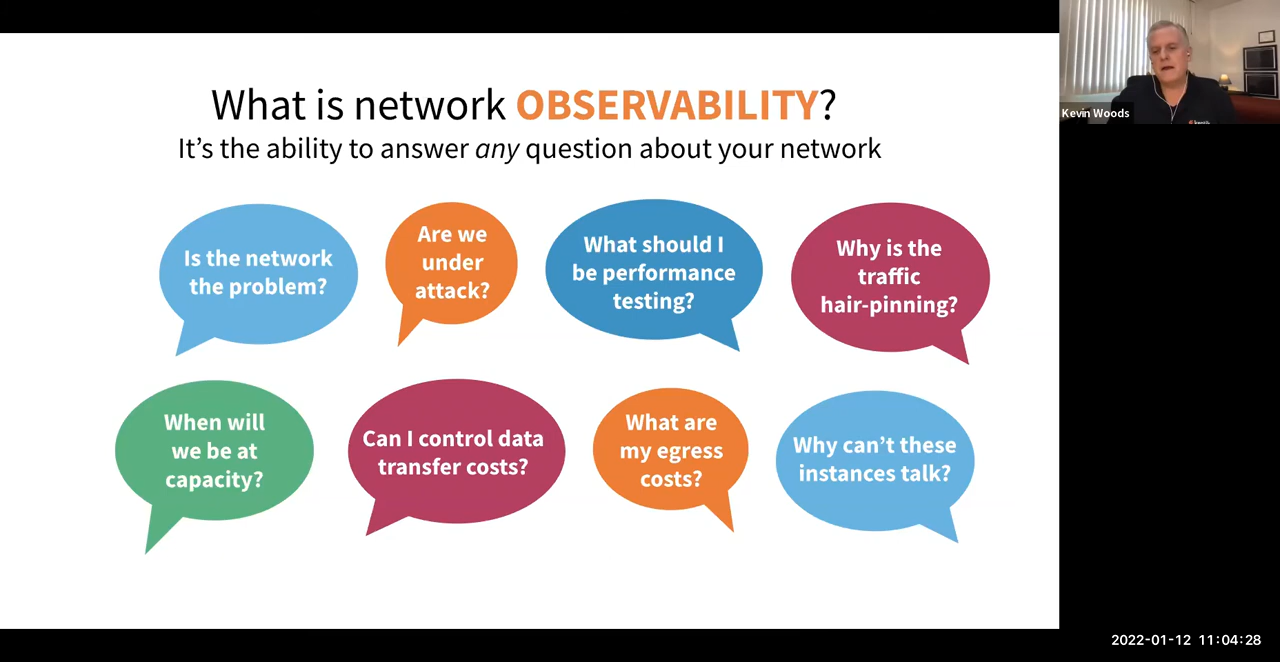 What is network OBSERVABILITY?
It’s the ability to answer any question about your network
Is the network
the problem?
Are we
under
attack?
What should I
be performance
testing?
Why is the
traffic
hair-pinning?
When will
we be at
capacity?
Can I control data
transfer costs?
What are
my egress
costs?
Why can’t these
instances talk?
Kevin Woods
2022-01-12 11:04:28